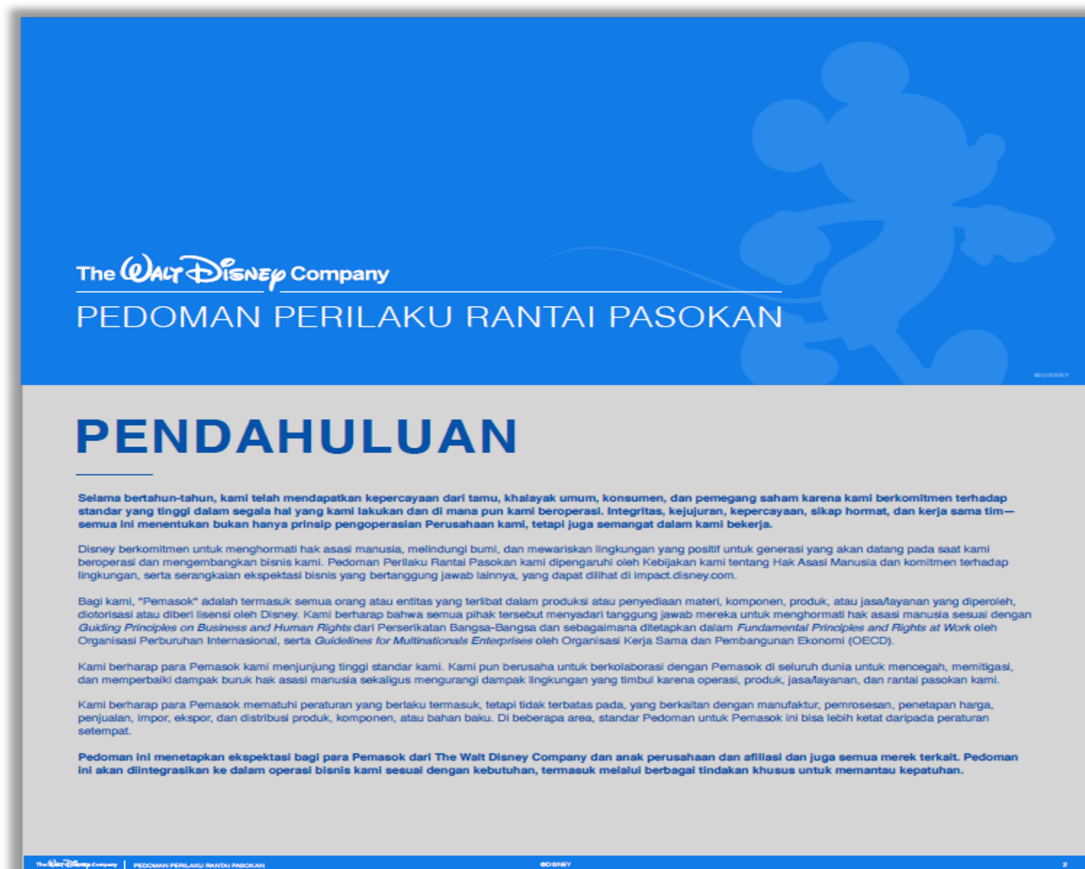 The WALT DISNEY Company
PEDOMAN PERILAKU RANTAI PASOKAN
©DISNEY
PENDAHULUAN
Selama bertahun-tahun, kami telah mendapatkan kepercayaan dari tamu, khalayak umum, konsumen, dan pemegang saham karena kami berkomitmen terhadap
standar yang tinggi dalam segala hal yang kami lakukan dan di mana pun kami beroperasi. Integritas, kejujuran, kepercayaan, sikap hormat, dan kerja sama tim—
semua ini menentukan bukan hanya prinsip pengoperasian Perusahaan kami, tetapi juga semangat dalam kami bekerja.
Disney berkomitmen untuk menghormati hak asasi manusia, melindungi bumi, dan mewariskan lingkungan yang positif untuk generasi yang akan datang pada saat kami
beroperasi dan mengembangkan bisnis kami. Pedoman Perilaku Rantai Pasokan kami dipengaruhi oleh Kebijakan kami tentang Hak Asasi Manusia dan komitmen terhadap
lingkungan, serta serangkaian ekspektasi bisnis yang bertanggung jawab lainnya, yang dapat dilihat di impact.disney.com.
Bagi kami, "Pemasok" adalah termasuk semua orang atau entitas yang terlibat dalam produksi atau penyediaan materi, komponen, produk, atau jasa/layanan yang diperoleh,
diotorisasi atau diberi lisensi oleh Disney. Kami berharap bahwa semua pihak tersebut menyadari tanggung jawab mereka untuk menghormati hak asasi manusia sesuai dengan
Guiding Principles on Business and Human Rights dari Perserikatan Bangsa-Bangsa dan sebagaimana ditetapkan dalam Fundamental Principles and Rights at Work oleh
Organisasi Perburuhan Internasional, serta Guidelines for Multinationals Enterprises oleh Organisasi Kerja Sama dan Pembangunan Ekonomi (OECD).
Kami berharap para Pemasok kami menjunjung tinggi standar kami. Kami pun berusaha untuk berkolaborasi dengan Pemasok di seluruh dunia untuk mencegah, memitigasi,
dan memperbaiki dampak buruk hak asasi manusia sekaligus mengurangi dampak lingkungan yang timbul karena operasi, produk, jasa/layanan, dan rantai pasokan kami.
Kami berharap para Pemasok mematuhi peraturan yang berlaku termasuk, tetapi tidak terbatas pada, yang berkaitan dengan manufaktur, pemrosesan, penetapan harga,
penjualan, impor, ekspor, dan distribusi produk, komponen, atau bahan baku. Di beberapa area, standar Pedoman untuk Pemasok ini bisa lebih ketat daripada peraturan
setempat.
Pedoman ini menetapkan ekspektasi bagi para Pemasok dari The Walt Disney Company dan anak perusahaan dan afiliasi dan juga semua merek terkait. Pedoman
ini akan diintegrasikan ke dalam operasi bisnis kami sesuai dengan kebutuhan, termasuk melalui berbagai tindakan khusus untuk memantau kepatuhan.
The WALT DISNEY Company | PEDOMAN PERILAKU RANTAI PASOKAN ©DISNEY 2